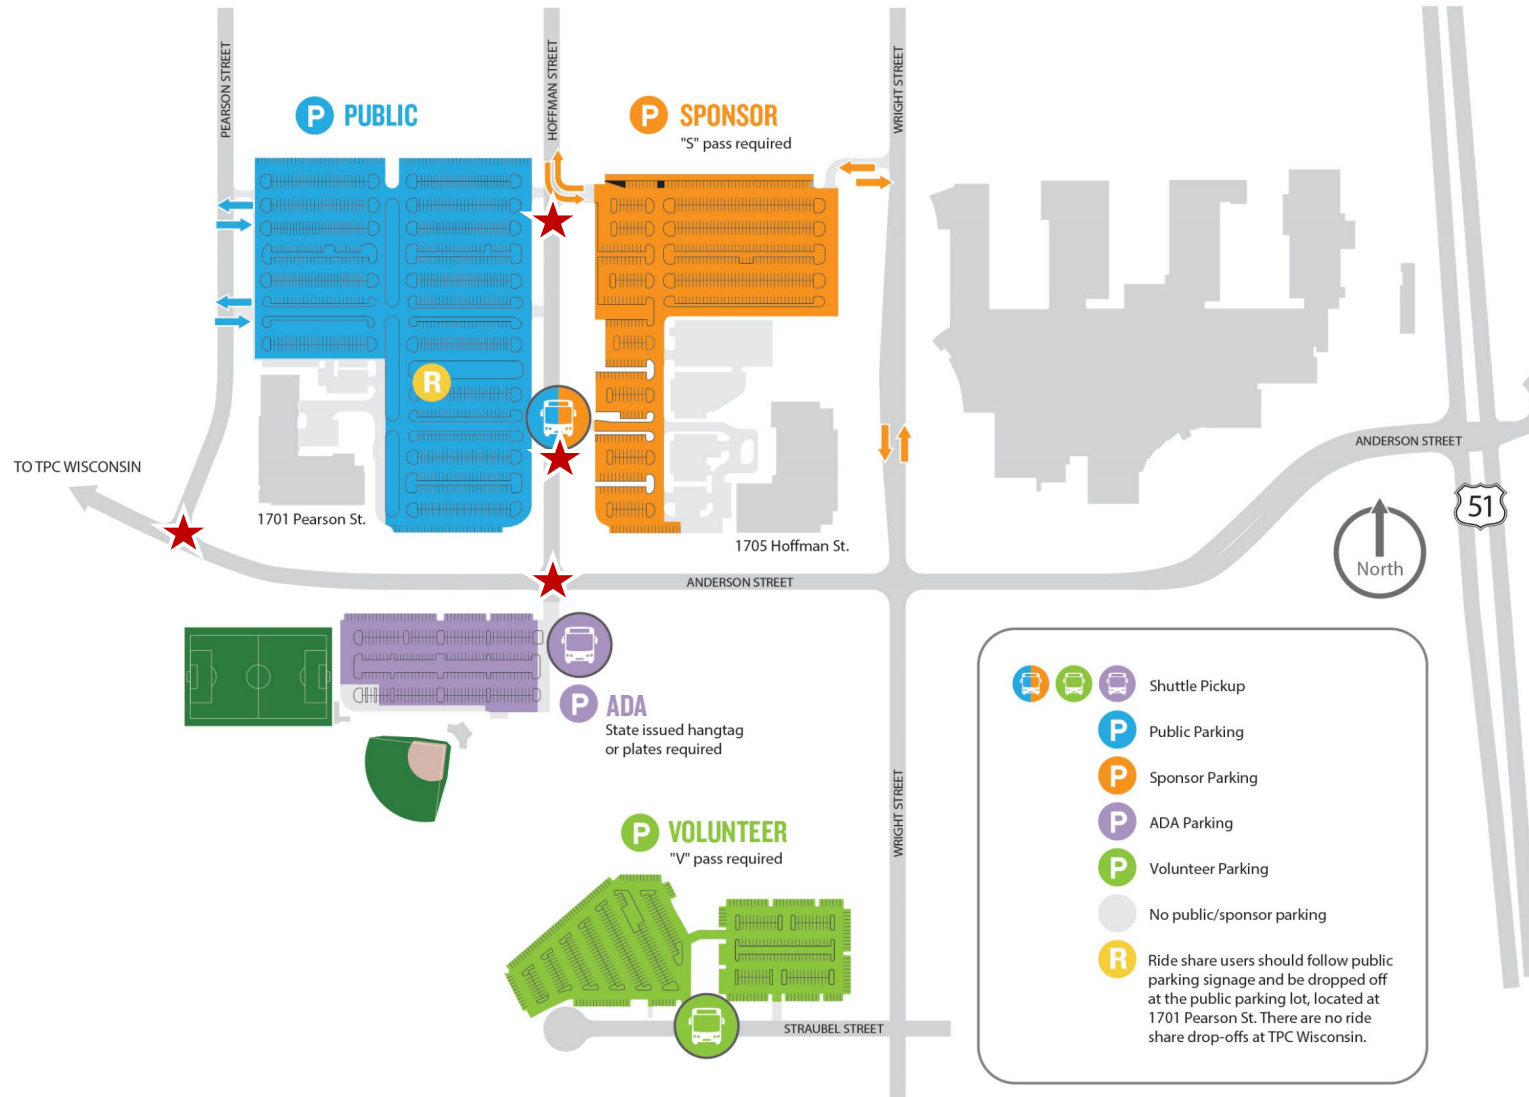 PEARSON STREET
HOFFMAN STREET
WRIGHT STREET
P PUBLIC
P SPONSOR
"S" pass required
R
TO TPC WISCONSIN
1701 Pearson St.
1705 Hoffman St.
ANDERSON STREET
ANDERSON STREET
51
North
P ADA
State issued hangtag
or plates required
P VOLUNTEER
"V" pass required
WRIGHT STREET
STRAUBEL STREET
Shuttle Pickup
P Public Parking
P Sponsor Parking
P ADA Parking
P Volunteer Parking
No public/sponsor parking
R Ride share users should follow public
parking signage and be dropped off
at the public parking lot, located at
1701 Pearson St. There are no ride
share drop-offs at TPC Wisconsin.